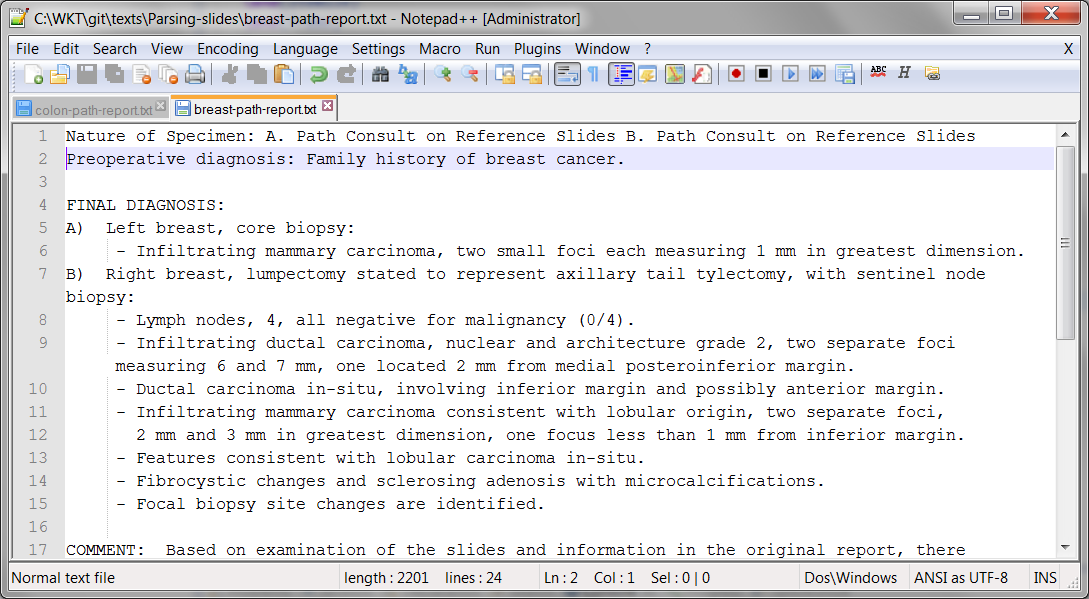 C:\WKT\git\texts\Parsing-slides\breast-path-report.txt - Notepad++ [Administrator]
File Edit Search View Encoding Language Settings Macro Run Plugins Window ? X
ABC H
colon-path-report.txt breast-path-report.txt
1 Nature of Specimen: A. Path Consult on Reference Slides B. Path Consult on Reference Slides
2 Preoperative diagnosis: Family history of breast cancer.
3
4 FINAL DIAGNOSIS:
5 A)  Left breast, core biopsy:
6 - Infiltrating mammary carcinoma, two small foci each measuring 1 mm in greatest dimension.
7 B)  Right breast, lumpectomy stated to represent axillary tail tylectomy, with sentinel node
biopsy:
8 - Lymph nodes, 4, all negative for malignancy (0/4).
9 - Infiltrating ductal carcinoma, nuclear and architecture grade 2, two separate foci
measuring 6 and 7 mm, one located 2 mm from medial posteroinferior margin.
10 - Ductal carcinoma in-situ, involving inferior margin and possibly anterior margin.
11 - Infiltrating mammary carcinoma consistent with lobular origin, two separate foci,
12 2 mm and 3 mm in greatest dimension, one focus less than 1 mm from inferior margin.
13 - Features consistent with lobular carcinoma in-situ.
14 - Fibrocystic changes and sclerosing adenosis with microcalcifications.
15 - Focal biopsy site changes are identified.
16
17 COMMENT:  Based on examination of the slides and information in the original report, there
Normal text file length : 2201 lines : 24 Ln : 2 Col : 1 Sel : 0 | 0 Dos\Windows ANSI as UTF-8 INS